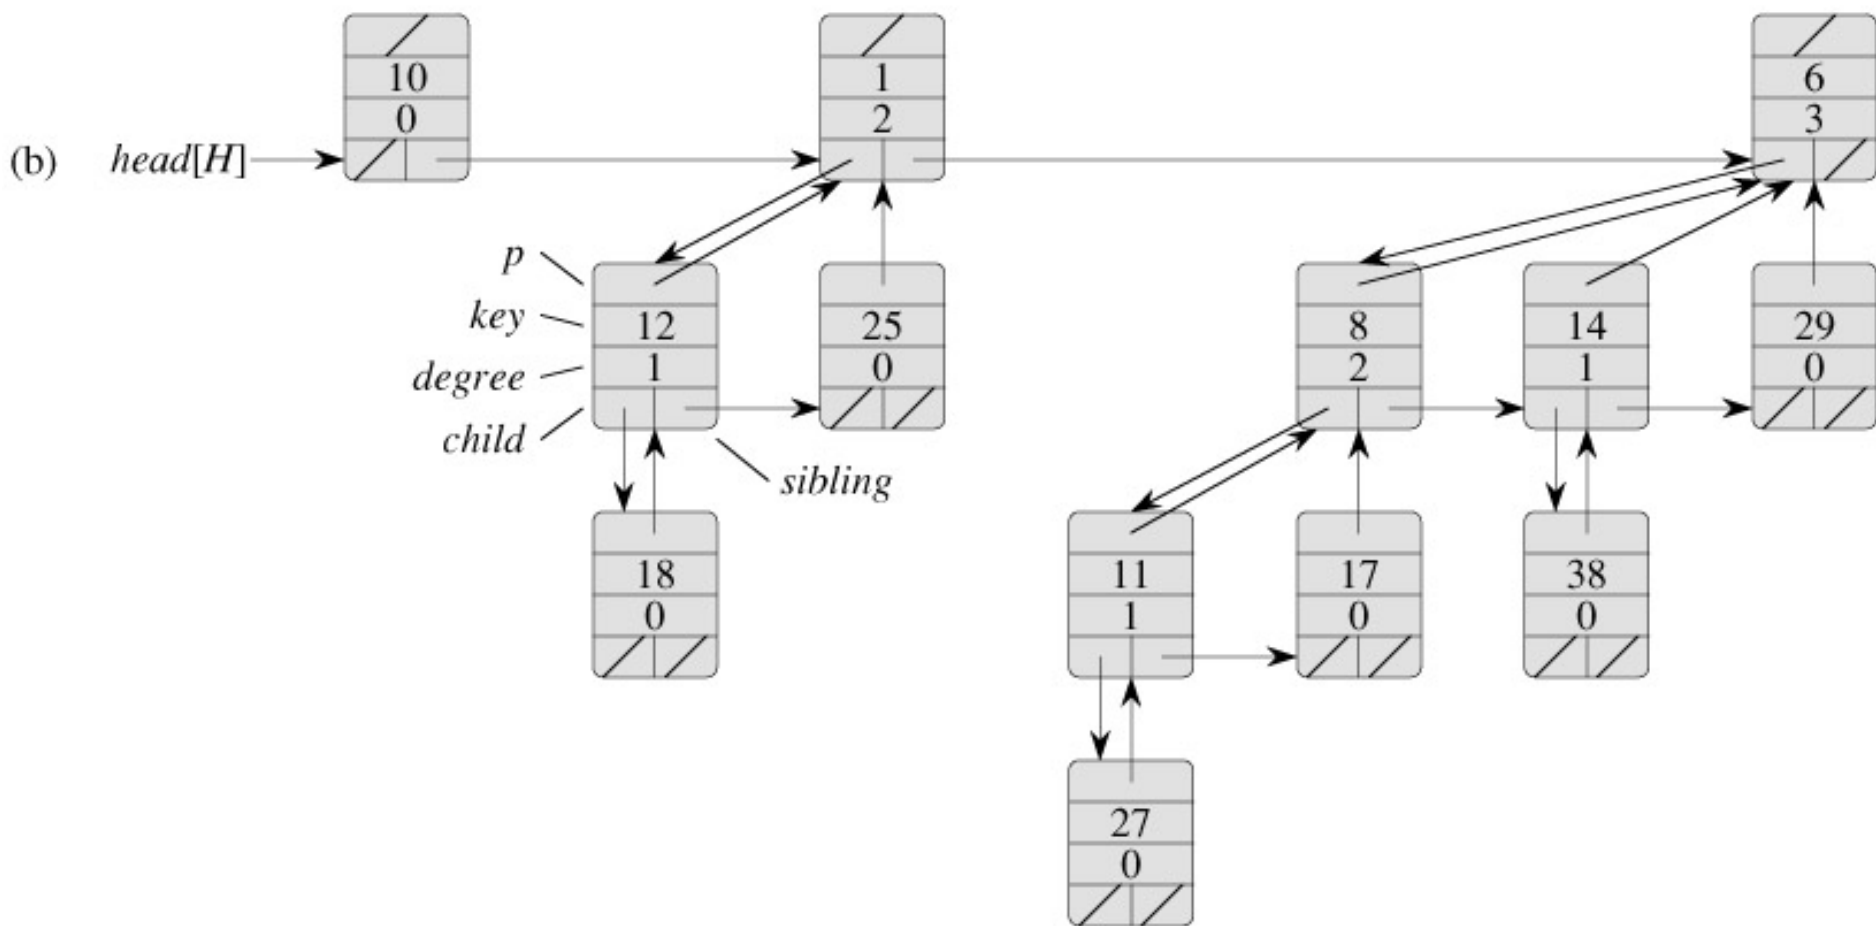 10 1 6
0 2 3
(b) head[H]
p
key 12 25 8 14 29
degree 1 0 2 1 0
child
sibling
18 11 17 38
0 1 0 0
27
0